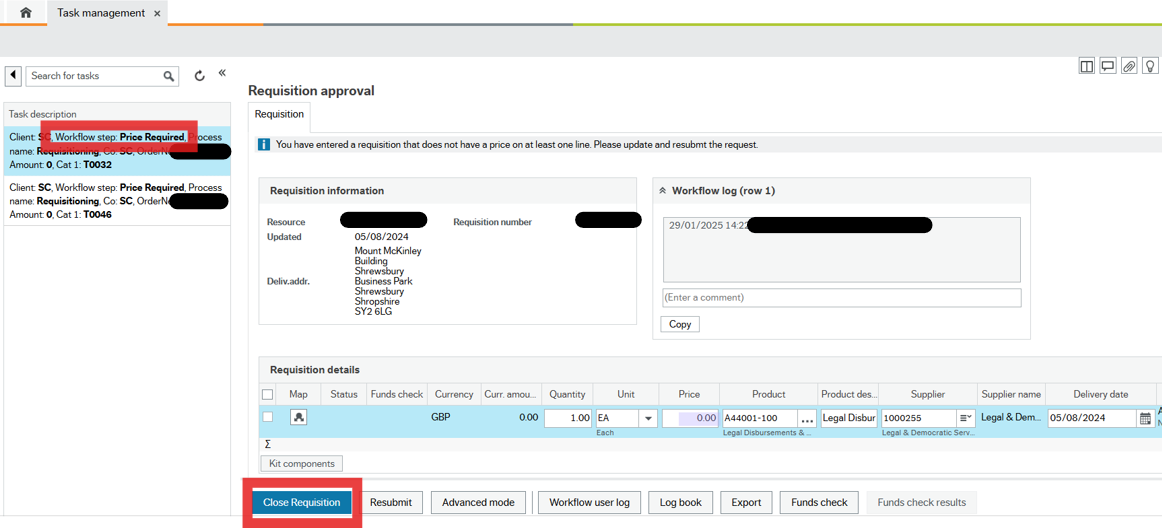 Task management ×
Search for tasks
Requisition approval
Task description
Requisition
Client: SC, Workflow step: Price Required, Process
name: Requisitioning, Co: SC, OrderN
Amount: 0, Cat 1: T0032
Client: SC, Workflow step: Price Required, Process
name: Requisitioning, Co: SC, OrderN
Amount: 0, Cat 1: T0046
You have entered a requisition that does not have a price on at least one line. Please update and resubmt the request.
Requisition information
Resource
Requisition number
Updated 05/08/2024
Deliv.addr.
Mount McKinley
Building
Shrewsbury
Business Park
Shrewsbury
Shropshire
SY2 6LG
Workflow log (row 1)
29/01/2025 14:22
(Enter a comment)
Copy
Requisition details
Map Status Funds check Currency Curr. amou... Quantity Unit Price Product Product des... Supplier Supplier name Delivery date
GBP 0.00 1.00 EA 0.00 A44001-100 ... Legal Disbur 1000255 Legal & Dem... 05/08/2024
Each Legal Disbursements & ... Legal & Democratic Serv...
Σ
Kit components
Close Requisition Resubmit Advanced mode Workflow user log Log book Export Funds check Funds check results